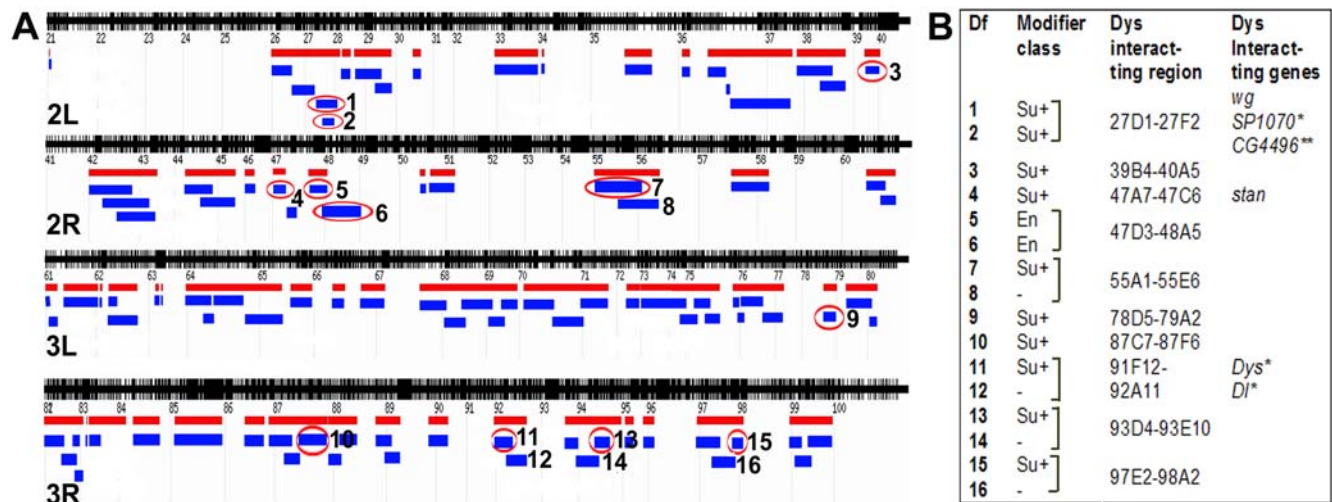 A
21 22 23 24 25 26 27 28 29 30 31 32 33 34 35 36 37 38 39 40
1
2
3
2L
41 42 43 44 45 46 47 48 49 50 51 52 53 54 55 56 57 58 59 60
4
5
6
7
8
2R
61 62 63 64 65 66 67 68 69 70 71 72 73 74 75 76 77 78 79 80
9
3L
82 83 84 85 86 87 88 89 90 91 92 93 94 95 96 97 98 99 100
10
11
12
13
14
15
16
3R
B
Df Modifier class Dys interact-tting region Dys Interac-ting genes
wg
1 Su+ 27D1-27F2 SP1070*
2 Su+ CG4496**
3 Su+ 39B4-40A5
4 Su+ 47A7-47C6 stan
5 En 47D3-48A5
6 En
7 Su+ 55A1-55E6
8 -
9 Su+ 78D5-79A2
10 Su+ 87C7-87F6
11 Su+ 91F12- Dys*
12 - 92A11 Dl*
13 Su+ 93D4-93E10
14 -
15 Su+ 97E2-98A2
16 -